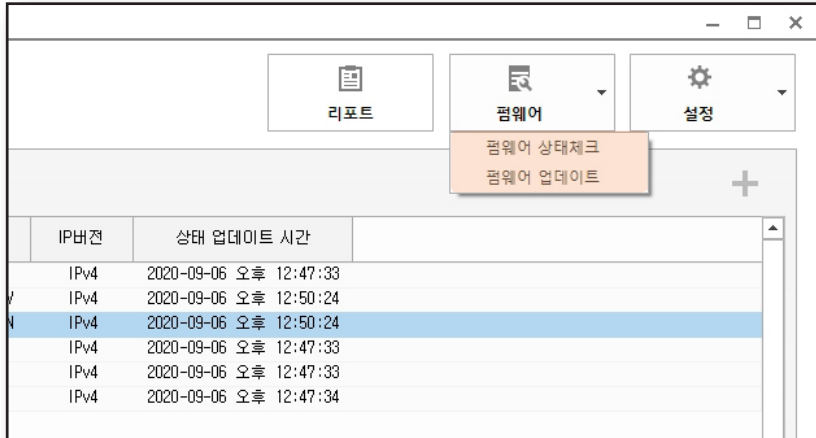 리포트 펌웨어 설정
펌웨어 상태체크
펌웨어 업데이트
IP버전 상태 업데이트 시간
IPv4 2020-09-06 오후 12:47:33
IPv4 2020-09-06 오후 12:50:24
N IPv4 2020-09-06 오후 12:50:24
IPv4 2020-09-06 오후 12:47:33
IPv4 2020-09-06 오후 12:47:33
IPv4 2020-09-06 오후 12:47:34